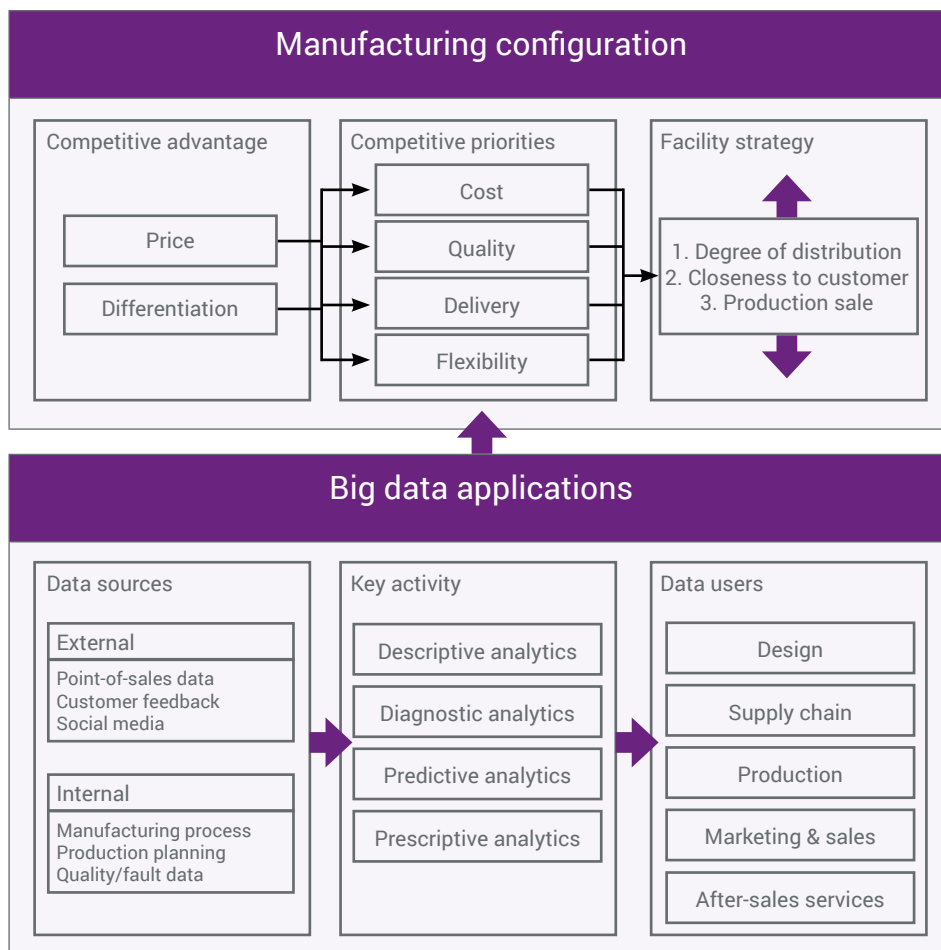 Manufacturing configuration
Competitive advantage
Price
Differentiation
Competitive priorities
Cost
Quality
Delivery
Flexibility
Facility strategy
1. Degree of distribution
2. Closeness to customer
3. Production sale
Big data applications
Data sources
External
Point-of-sales data
Customer feedback
Social media
Internal
Manufacturing process
Production planning
Quality/fault data
Key activity
Descriptive analytics
Diagnostic analytics
Predictive analytics
Prescriptive analytics
Data users
Design
Supply chain
Production
Marketing & sales
After-sales services